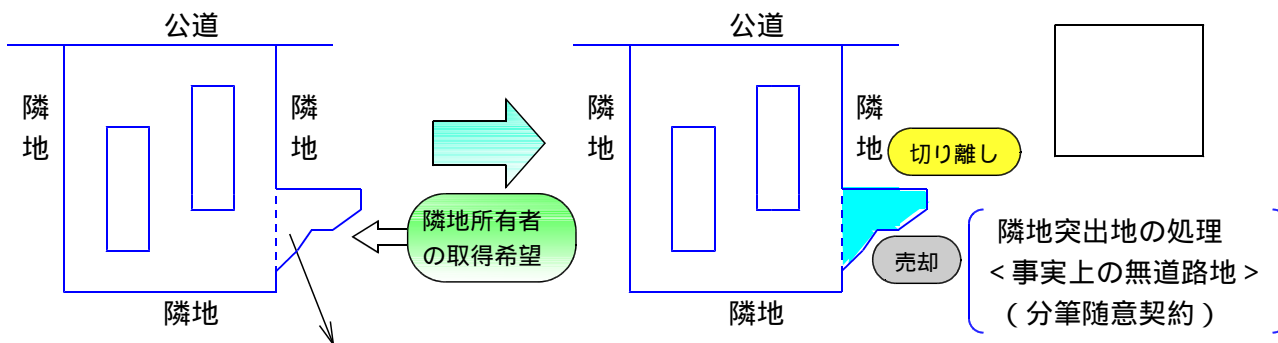 公道
隣地
隣地
隣地所有者
の取得希望
隣地
公道
隣地
隣地
切り離し
売却
隣地
隣地突出地の処理
<事実上の無道路地>
(分筆随意契約)